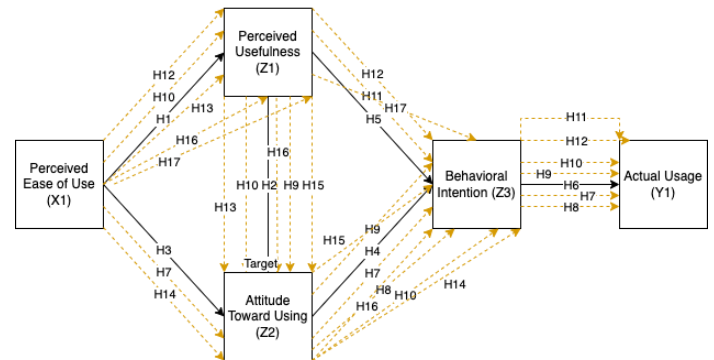 Perceived
Usefulness
(Z1)
H12
H10
H1
H13
H16
H17
H12
H11
H5
H17
Perceived
Ease of Use
(X1)
H16
H13
H10
H2
H9
H15
Behavioral
Intention (Z3)
H11
H12
H10
H9
H6
H7
H8
Actual Usage
(Y1)
H3
H7
H14
H15
H9
H4
H7
H8
H16
H10
H14
Target
Attitude
Toward Using
(Z2)